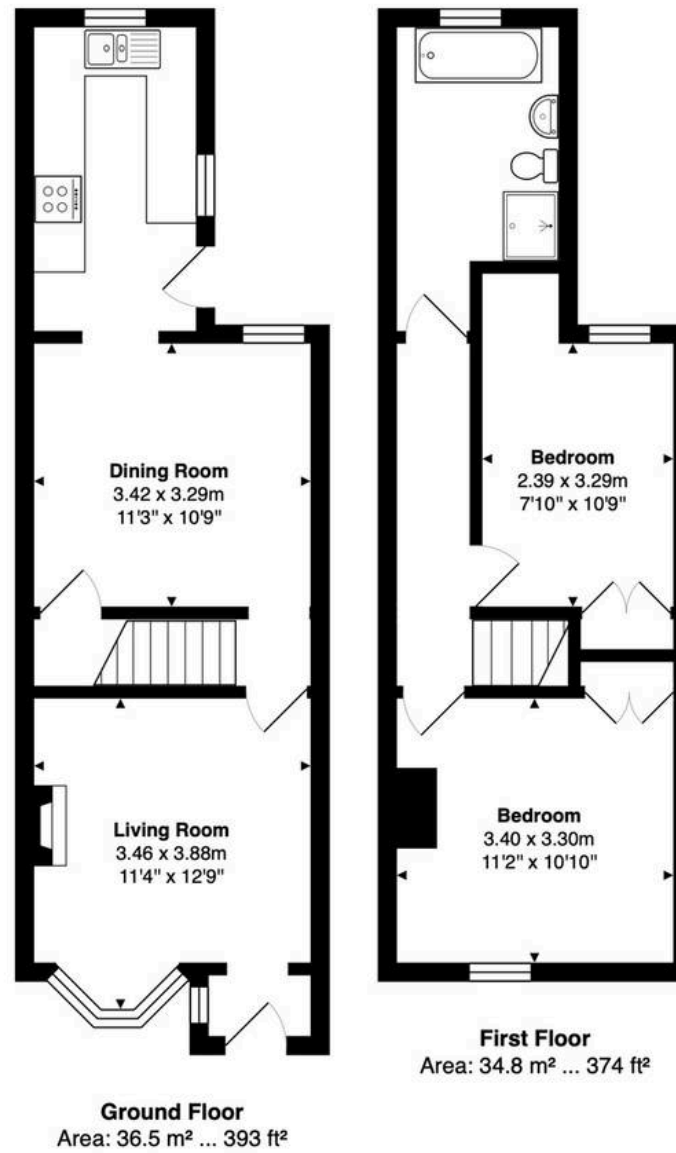 Dining Room
3.42 x 3.29m
11'3" x 10'9"
Living Room
3.46 x 3.88m
11'4" x 12'9"
Ground Floor
Area: 36.5 m² ... 393 ft²
Bedroom
2.39 x 3.29m
7'10" x 10'9"
Bedroom
3.40 x 3.30m
11'2" x 10'10"
First Floor
Area: 34.8 m² ... 374 ft²